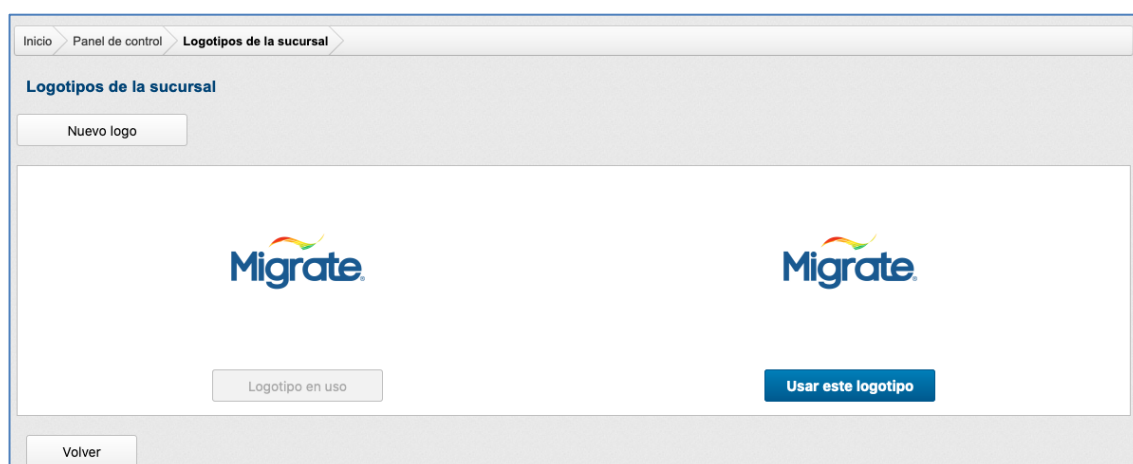 Inicio Panel de control Logotipos de la sucursal
Logotipos de la sucursal
Nuevo logo
Migrate® Migrate®
Logotipo en uso Usar este logotipo
Volver